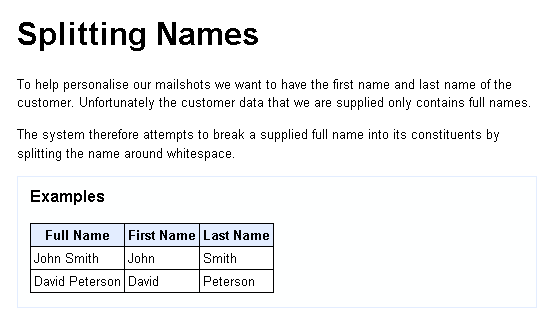 Splitting Names
To help personalise our mailshots we want to have the first name and last name of the
customer. Unfortunately the customer data that we are supplied only contains full names.
The system therefore attempts to break a supplied full name into its constituents by
splitting the name around whitespace.
Examples
Full Name First Name Last Name
John Smith John Smith
David Peterson David Peterson